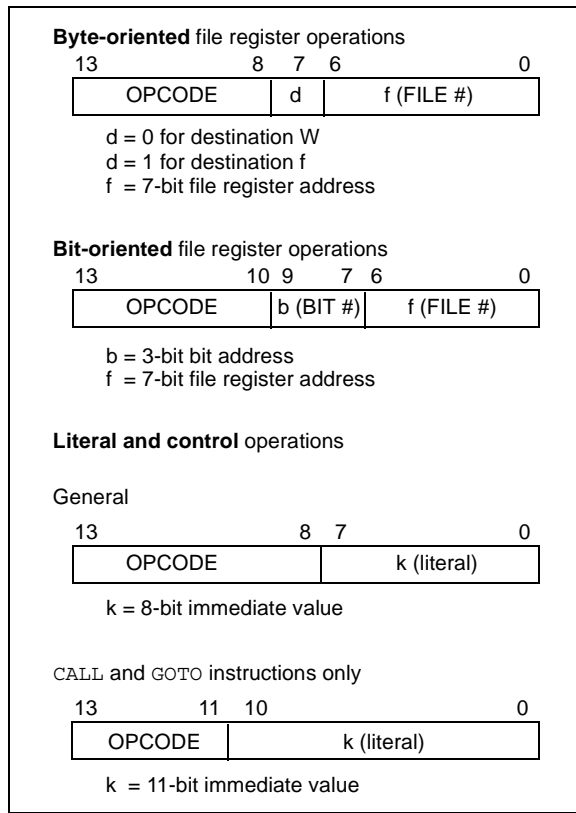 Byte-oriented file register operations
13 8 7 6 0
OPCODE d f (FILE #)
d = 0 for destination W
d = 1 for destination f
f = 7-bit file register address
Bit-oriented file register operations
13 10 9 7 6 0
OPCODE b (BIT #) f (FILE #)
b = 3-bit bit address
f = 7-bit file register address
Literal and control operations
General
13 8 7 0
OPCODE k (literal)
k = 8-bit immediate value
CALL and GOTO instructions only
13 11 10 0
OPCODE k (literal)
k = 11-bit immediate value